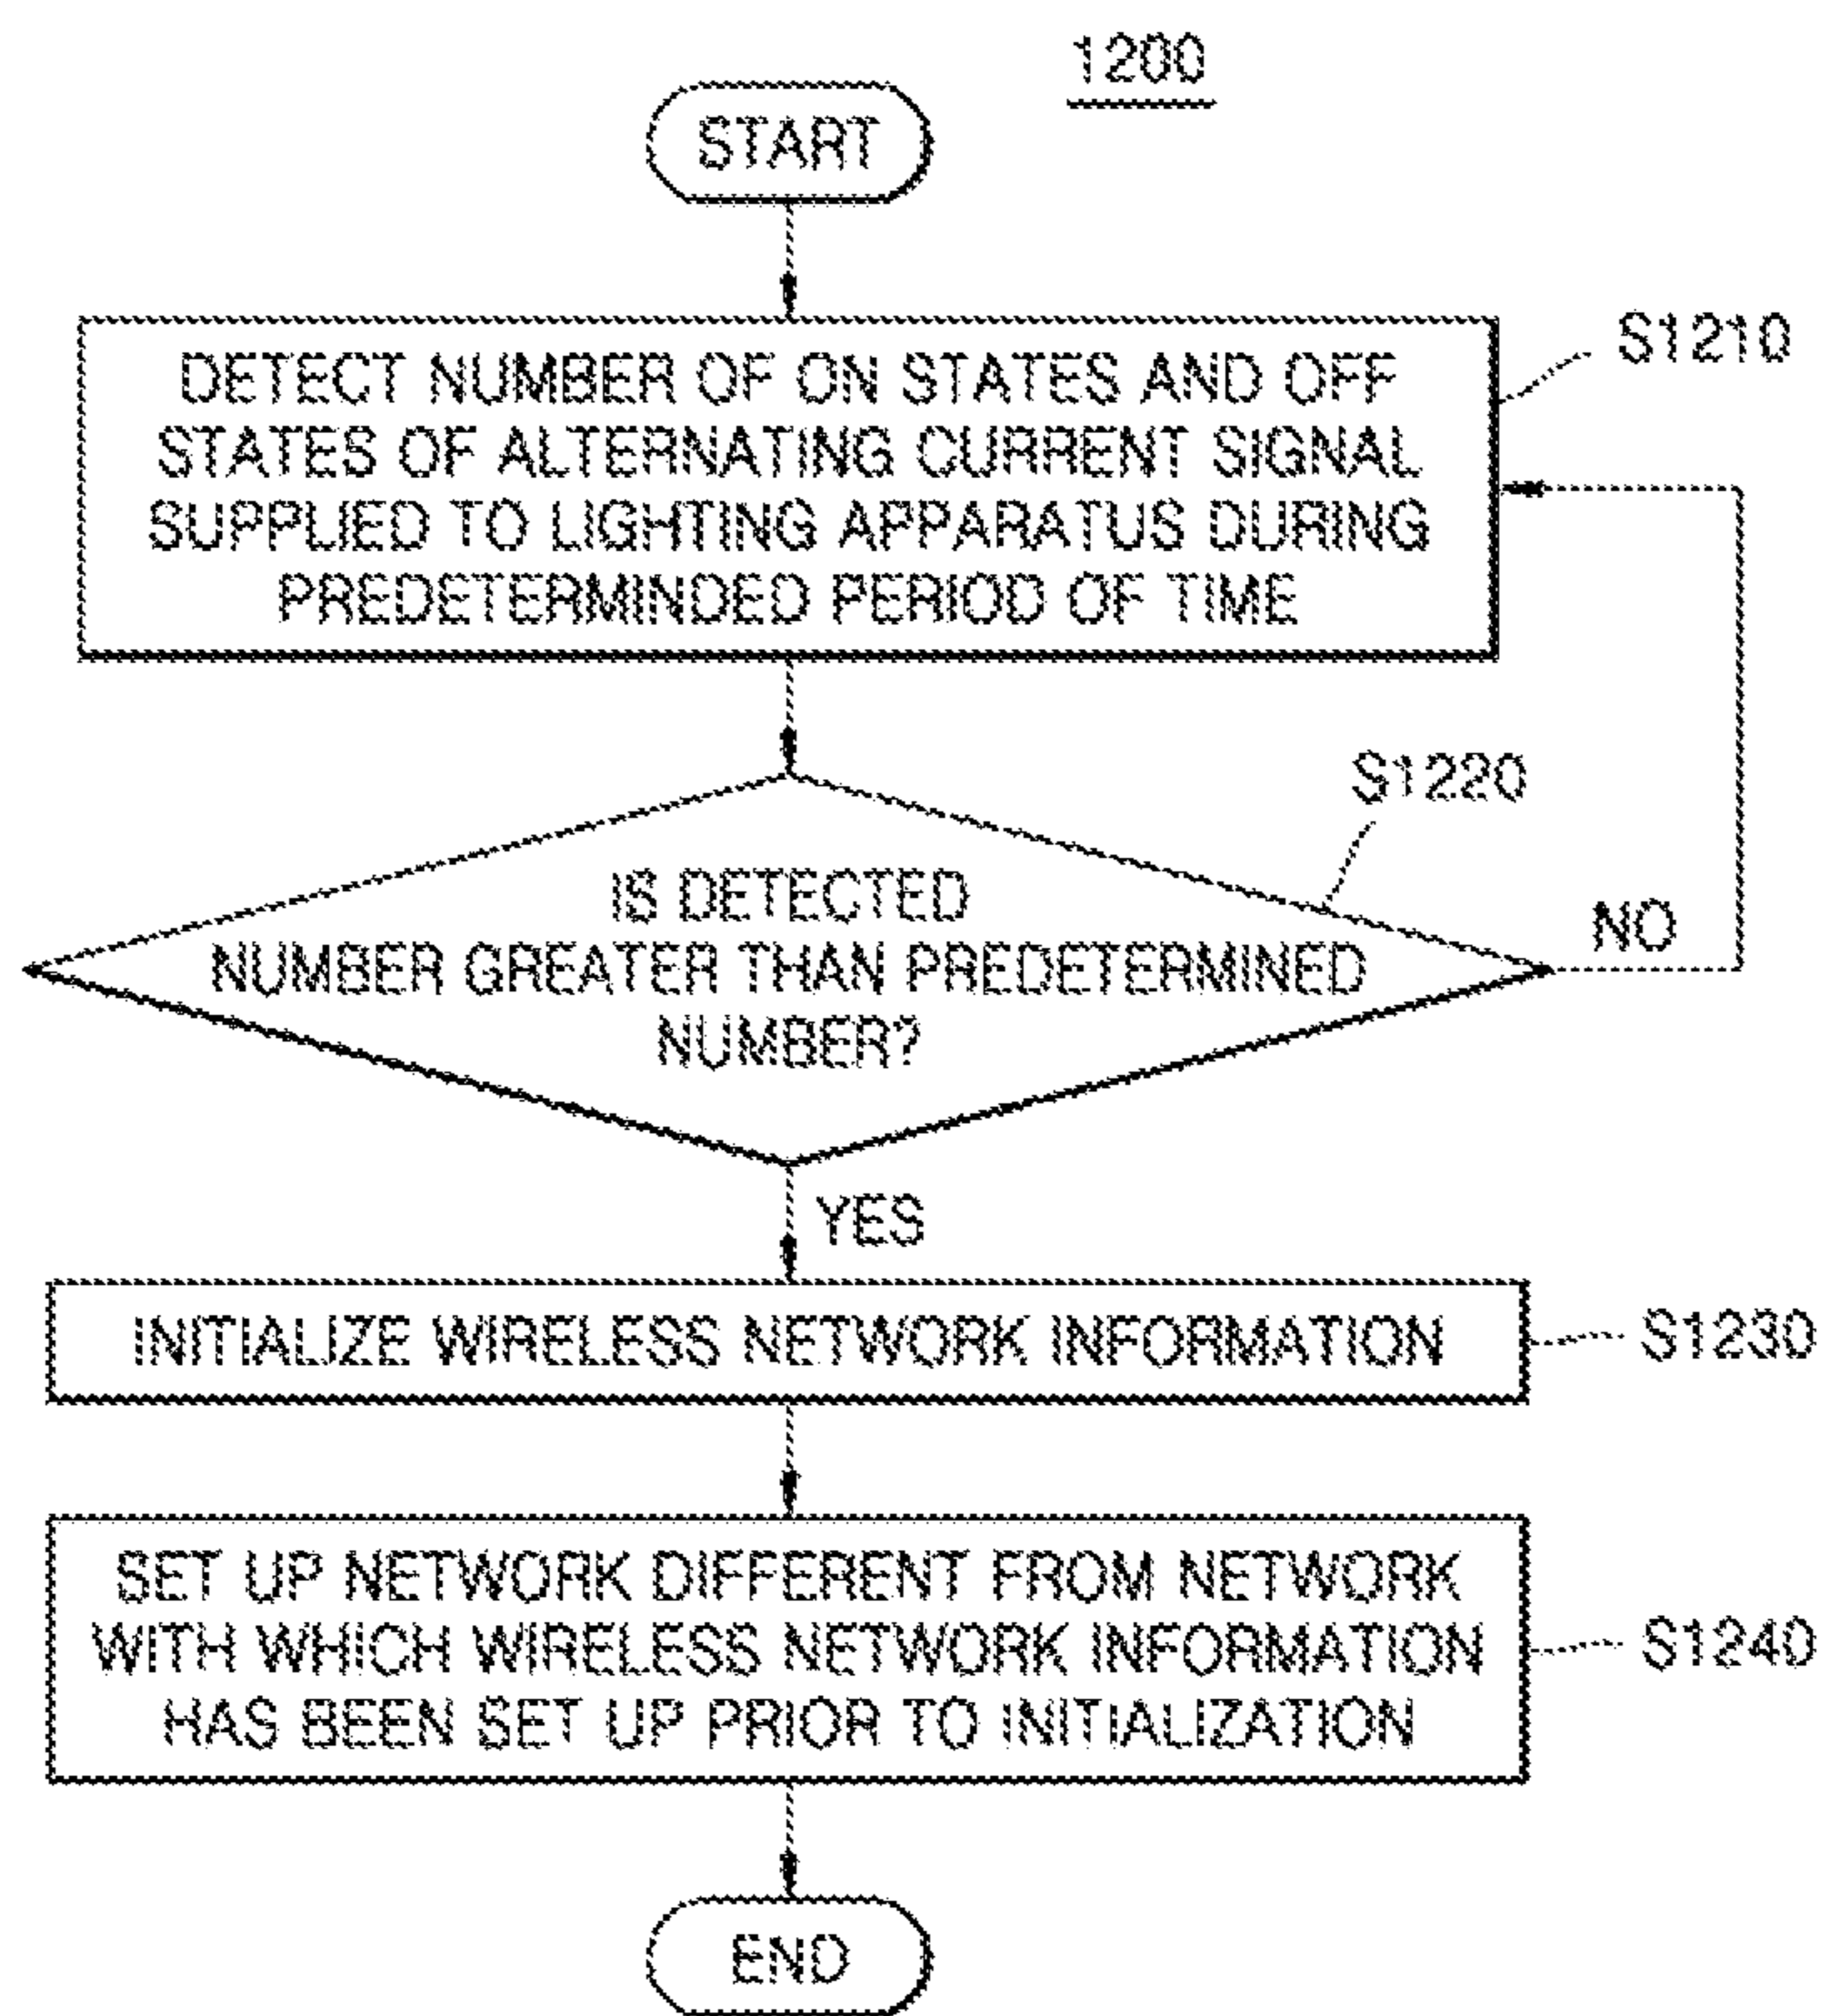 1200
START
DETECT NUMBER OF ON STATES AND OFF
STATES OF ALTERNATING CURRENT SIGNAL
SUPPLIED TO LIGHTING APPARATUS DURING
PREDETERMINDED PERIOD OF TIME
S1210
S1220
IS DETECTED
NUMBER GREATER THAN PREDETERMINED
NUMBER?
NO
YES
INITIALIZE WIRELESS NETWORK INFORMATION
S1230
SET UP NETWORK DIFFERENT FROM NETWORK
WITH WHICH WIRELESS NETWORK INFORMATION
HAS BEEN SET UP PRIOR TO INITIALIZATION
S1240
END